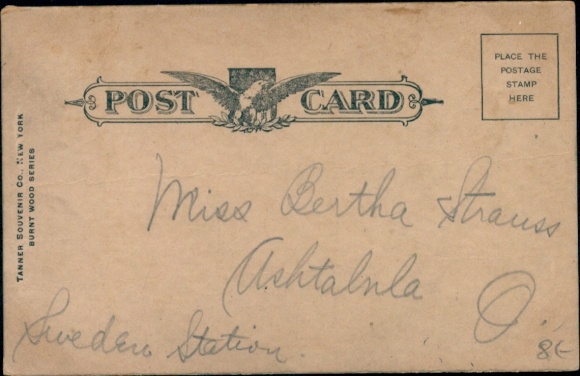 POST CARD
PLACE THE
POSTAGE
STAMP
HERE
TANNER SOUVENIR CO., NEW YORK
BURNT WOOD SERIES
Miss Bertha Strauss
Ashtabula
O.
Sweden Station.
8-